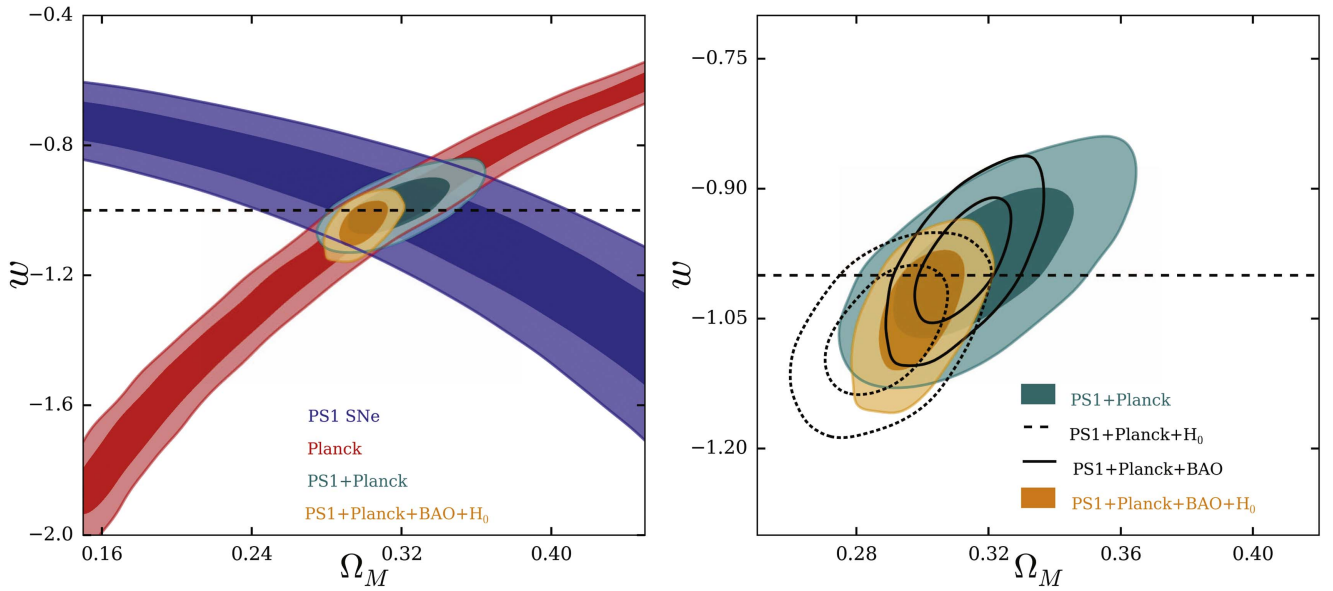 −0.4
−0.8
−1.2
−1.6
−2.0
w
0.16
0.24
0.32
0.40
Ω_M
PS1 SNe
Planck
PS1+Planck
PS1+Planck+BAO+H₀
−0.75
−0.90
−1.05
−1.20
w
0.28
0.32
0.36
0.40
Ω_M
PS1+Planck
PS1+Planck+H₀
PS1+Planck+BAO
PS1+Planck+BAO+H₀